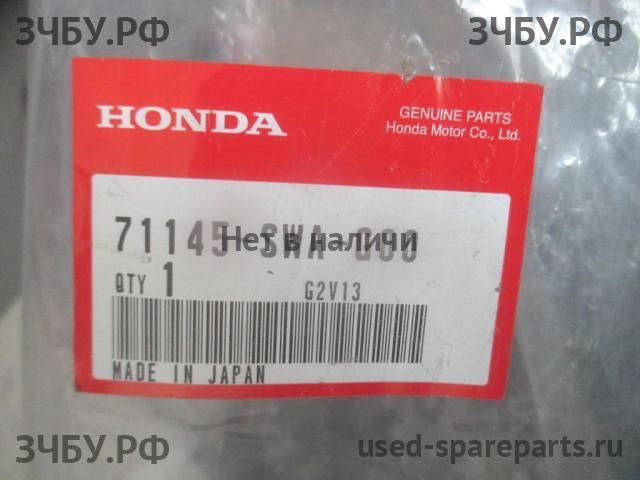 ЗЧБУ.РФ ЗЧБУ.РФ
HONDA
GENUINE PARTS
Honda Motor Co., Ltd.
71145-SWA-G00
Нет в наличи
QTY 1 G2V13
MADE IN JAPAN
ЗЧБУ.РФ used-spareparts.ru